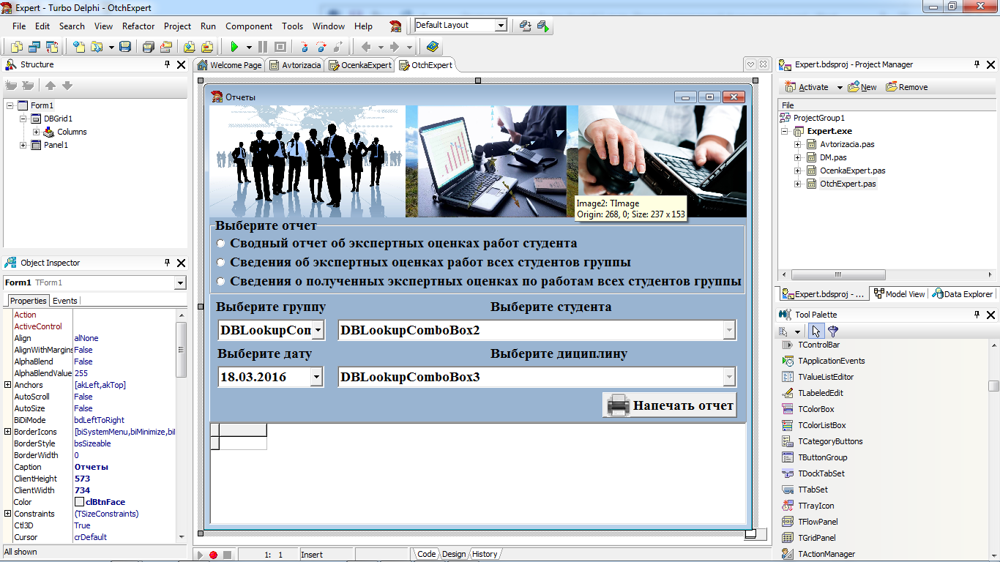 Expert - Turbo Delphi - OtchExpert
File Edit Search View Refactor Project Run Component Tools Window Help
Default Layout
Structure
Form1
DBGrid1
Columns
Panel1
Object Inspector
Form1 TForm1
Properties Events
Action
ActiveControl
Align alNone
AlignWithMargins False
AlphaBlend False
AlphaBlendValue 255
Anchors [akLeft,akTop]
AutoScroll False
AutoSize False
BiDiMode bdLeftToRight
BorderIcons [biSystemMenu,biMinimize,bil
BorderStyle bsSizeable
BorderWidth 0
Caption Отчеты
ClientHeight 573
ClientWidth 734
Color clBtnFace
Constraints (TSizeConstraints)
Ctl3D True
Cursor crDefault
All shown
Welcome Page Avtorizacia OcenkaExpert OtchExpert
Отчеты
Image2: TImage
Origin: 268, 0; Size: 237 x 153
Выберите отчет
Сводный отчет об экспертных оценках работ студента
Сведения об экспертных оценках работ всех студентов группы
Сведения о полученных экспертных оценках по работам всех студентов группы
Выберите группу Выберите студента
DBLookupCon DBLookupComboBox2
Выберите дату Выберите дициплину
18.03.2016 DBLookupComboBox3
Напечать отчет
1: 1 Insert
Code Design History
Expert.bdsproj - Project Manager
Activate New Remove
File
ProjectGroup1
Expert.exe
Avtorizacia.pas
DM.pas
OcenkaExpert.pas
OtchExpert.pas
Expert.bdsproj - ... Model View Data Explorer
Tool Palette
TControlBar
TApplicationEvents
TValueListEditor
TLabeledEdit
TColorBox
TColorListBox
TCategoryButtons
TButtonGroup
TDockTabSet
TTabSet
TTrayIcon
TFlowPanel
TGridPanel
TActionManager